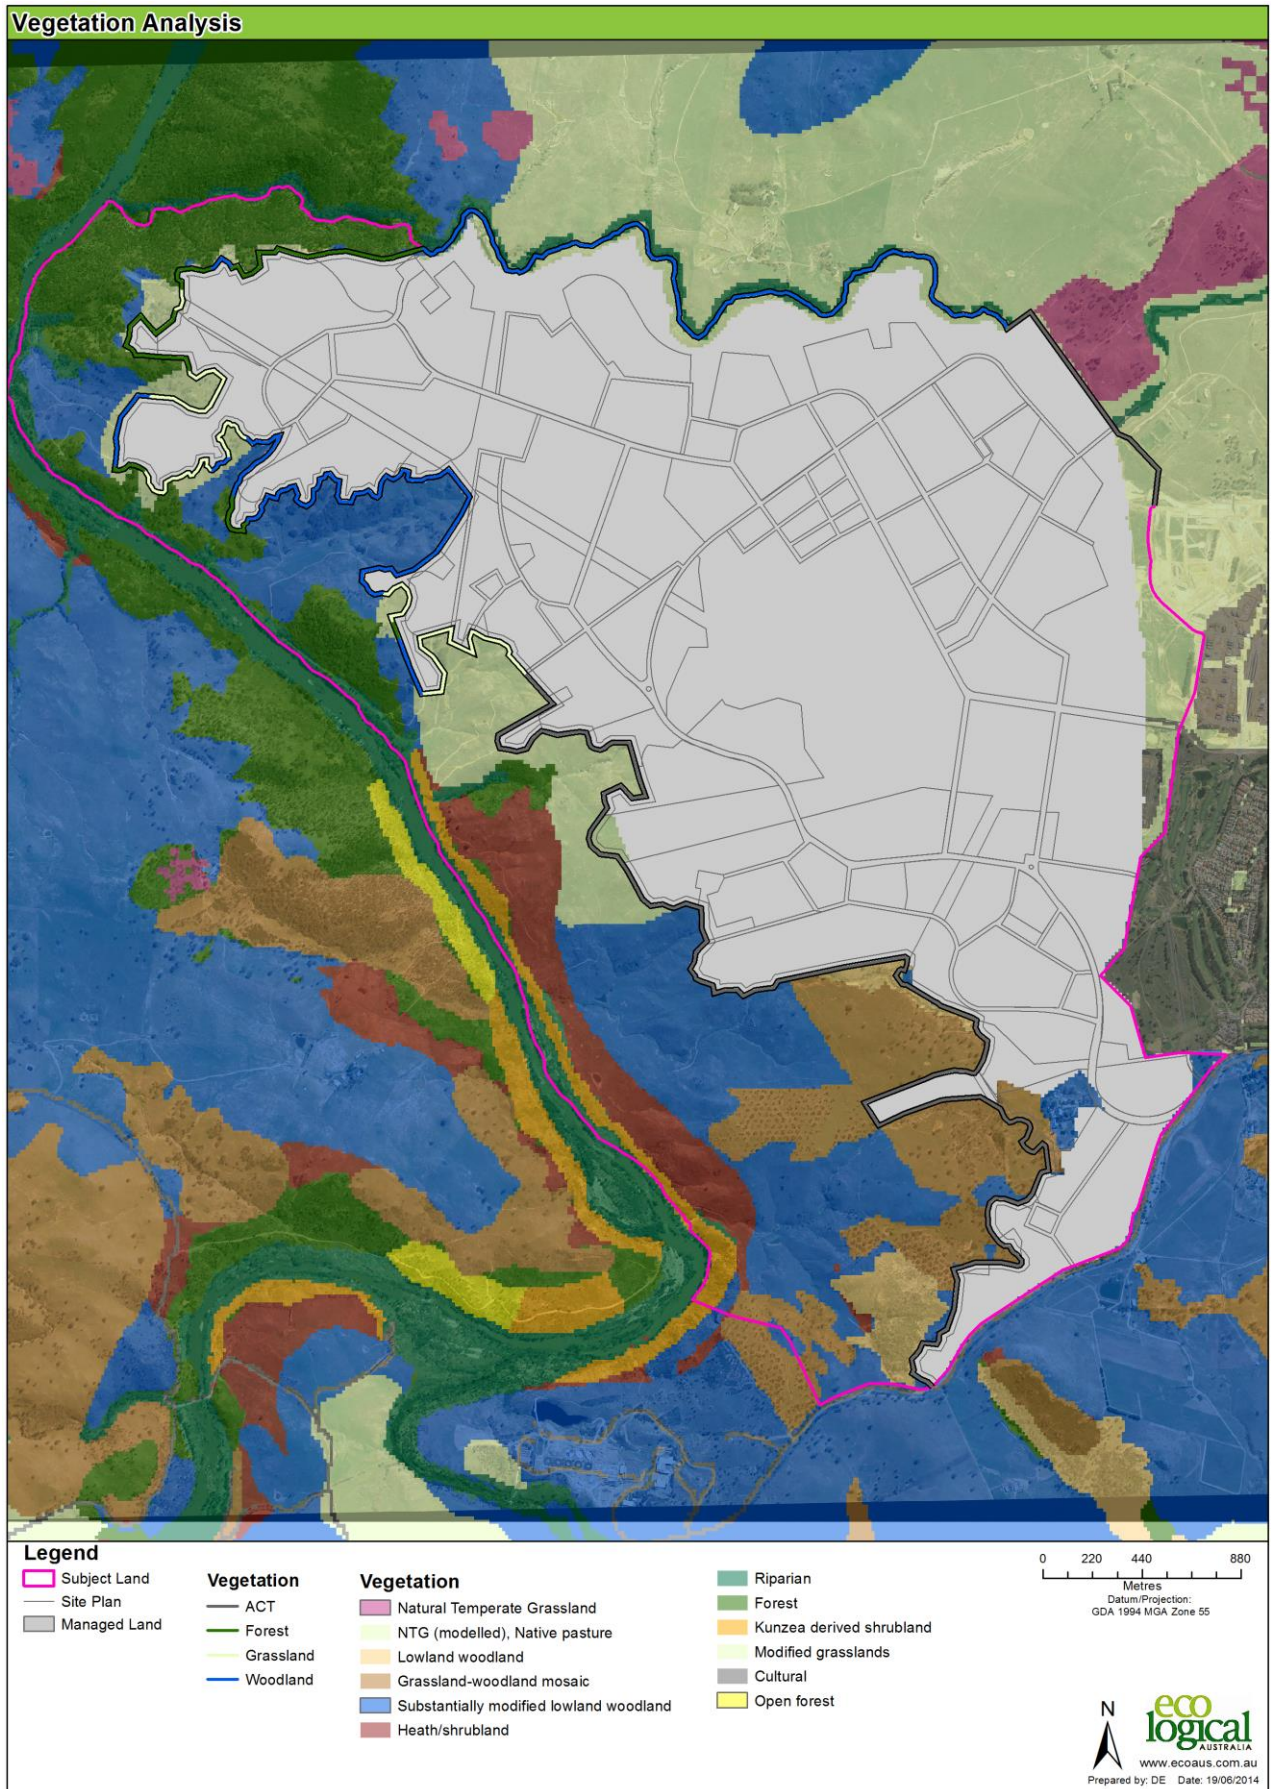 Vegetation Analysis
Legend
Subject Land
Site Plan
Managed Land
Vegetation
ACT
Forest
Grassland
Woodland
Vegetation
Natural Temperate Grassland
NTG (modelled), Native pasture
Lowland woodland
Grassland-woodland mosaic
Substantially modified lowland woodland
Heath/shrubland
Riparian
Forest
Kunzea derived shrubland
Modified grasslands
Cultural
Open forest
0 220 440 880
Metres
Datum/Projection:
GDA 1994 MGA Zone 55
N
eco
logical
AUSTRALIA
www.ecoaus.com.au
Prepared by: DE Date: 19/06/2014